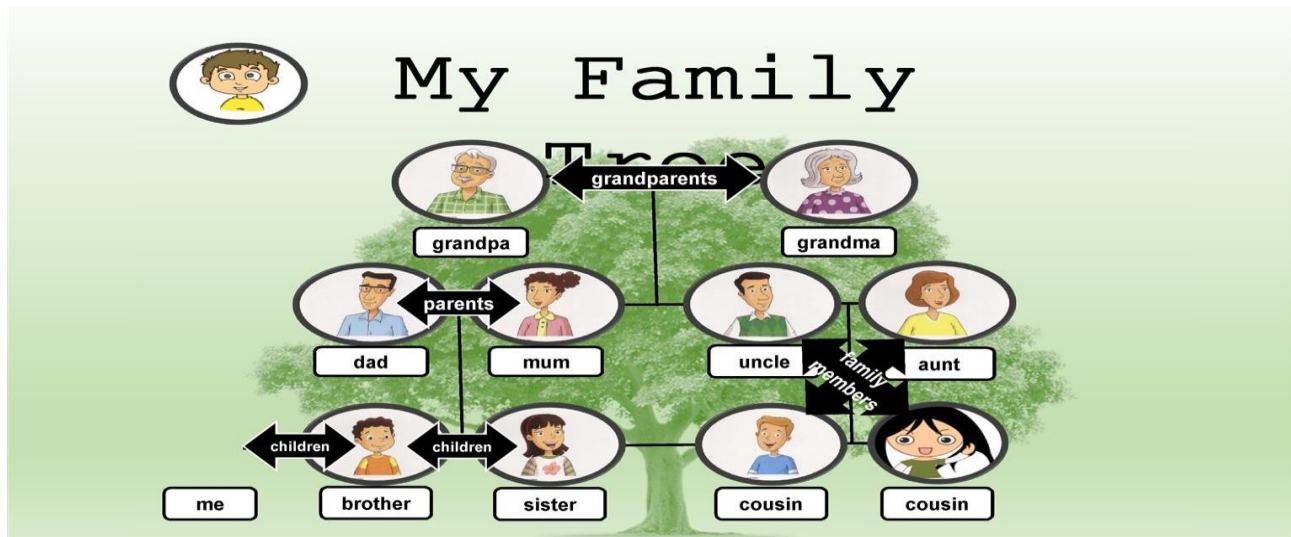 My Family
Tree
grandparents
grandpa
grandma
parents
dad
mum
uncle
aunt
family
members
children
children
me
brother
sister
cousin
cousin